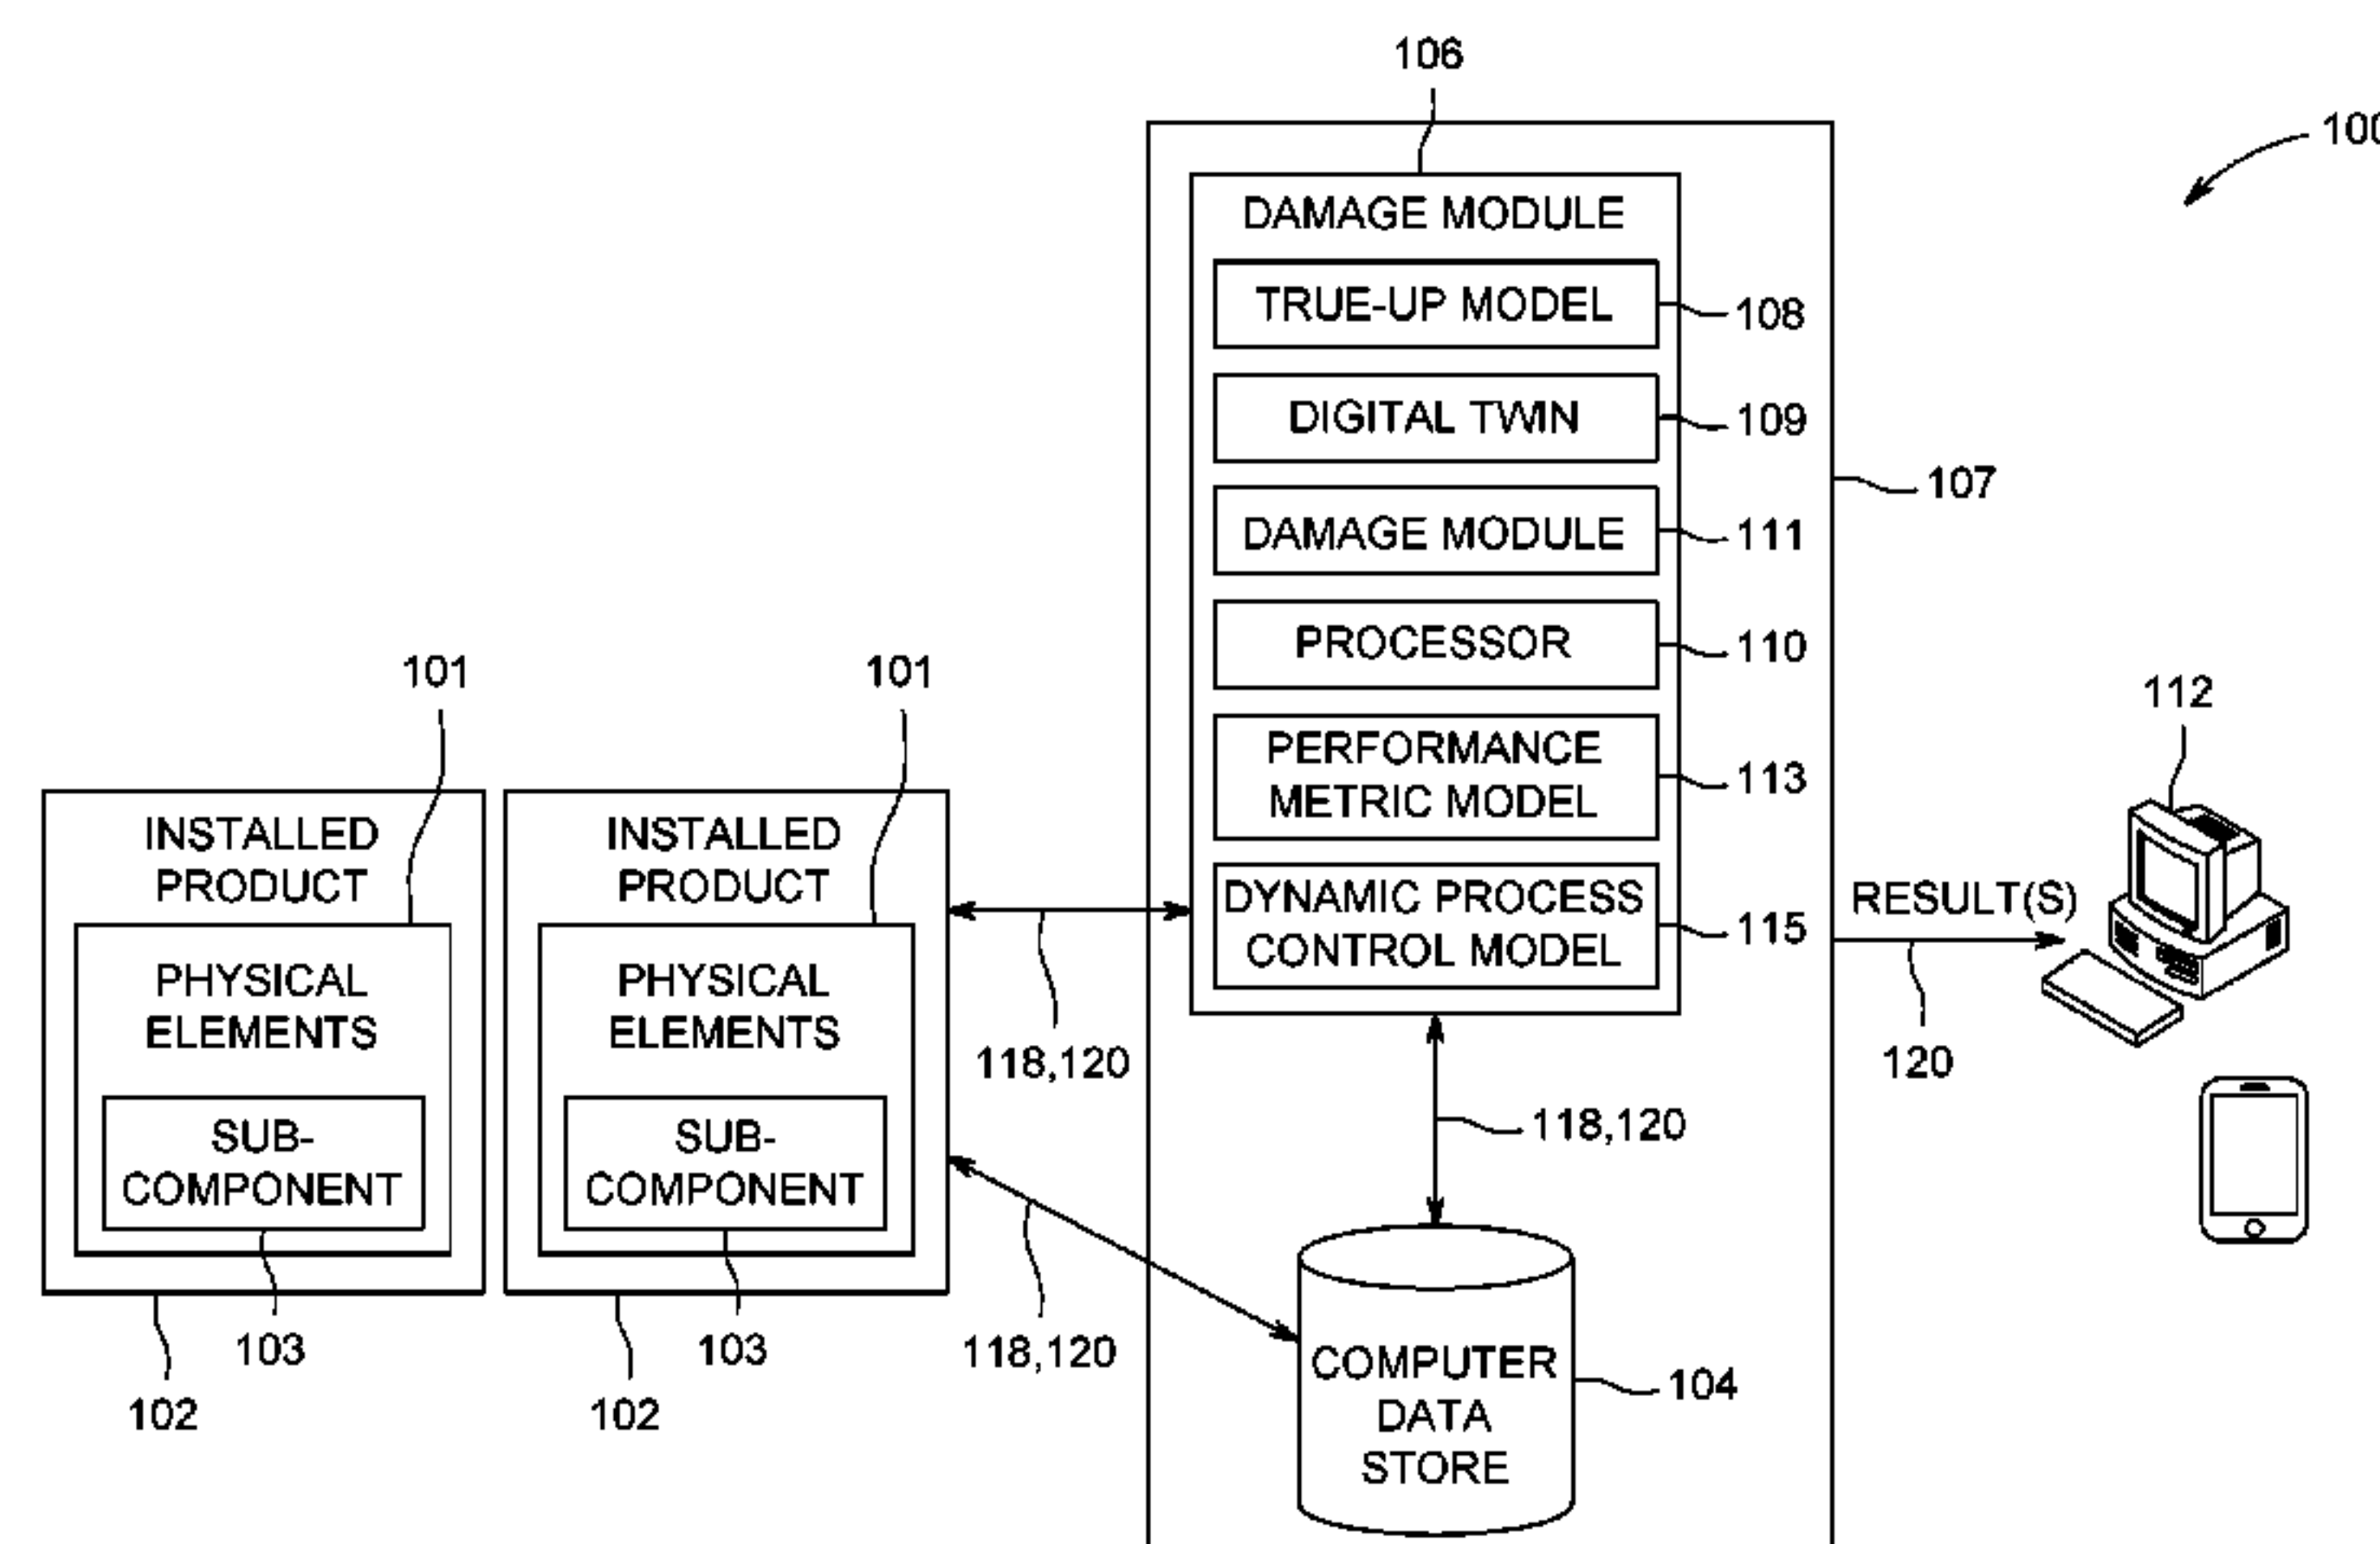 106
100
DAMAGE MODULE
TRUE-UP MODEL
108
DIGITAL TWIN
109
107
DAMAGE MODULE
111
PROCESSOR
110
101
101
112
PERFORMANCE
METRIC MODEL
113
INSTALLED
PRODUCT
INSTALLED
PRODUCT
DYNAMIC PROCESS
CONTROL MODEL
115
RESULT(S)
PHYSICAL
ELEMENTS
PHYSICAL
ELEMENTS
118,120
120
SUB-
COMPONENT
SUB-
COMPONENT
118,120
103
103
118,120
102
102
COMPUTER
DATA
STORE
104